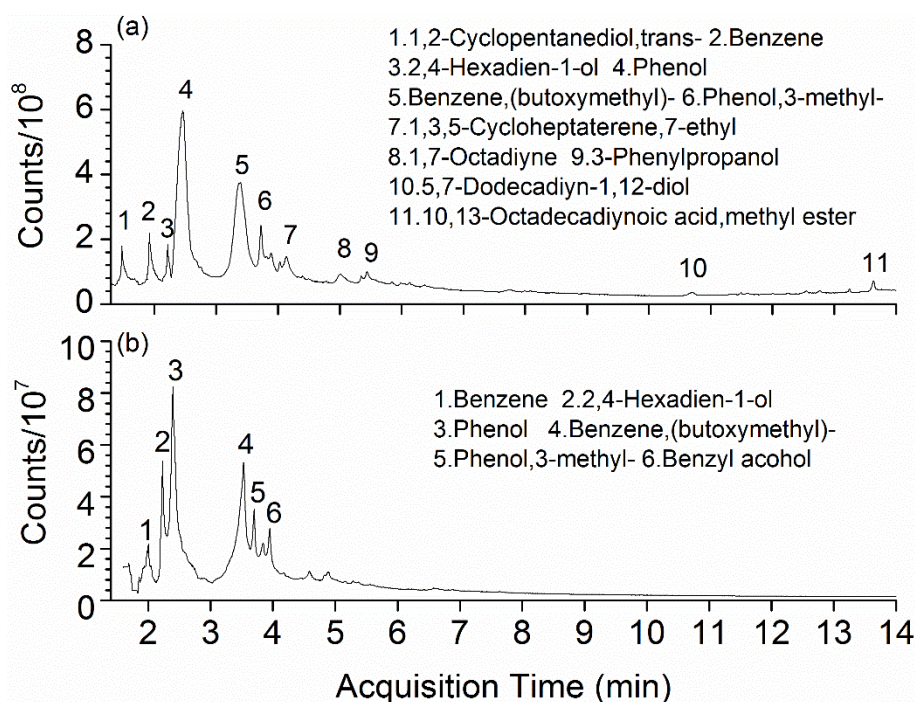 (a)
Counts/10⁸
8
6
4
2
0
1 2 3 4 5 6 7 8 9 10 11
1.1,2-Cyclopentanediol,trans- 2.Benzene
3.2,4-Hexadien-1-ol 4.Phenol
5.Benzene,(butoxymethyl)- 6.Phenol,3-methyl-
7.1,3,5-Cycloheptaterene,7-ethyl
8.1,7-Octadiyne 9.3-Phenylpropanol
10.5,7-Dodecadiyn-1,12-diol
11.10,13-Octadecadiynoic acid,methyl ester
(b)
Counts/10⁷
10
8
6
4
2
0
1 2 3 4 5 6
1.Benzene 2.2,4-Hexadien-1-ol
3.Phenol 4.Benzene,(butoxymethyl)-
5.Phenol,3-methyl- 6.Benzyl acohol
2 3 4 5 6 7 8 9 10 11 12 13 14
Acquisition Time (min)